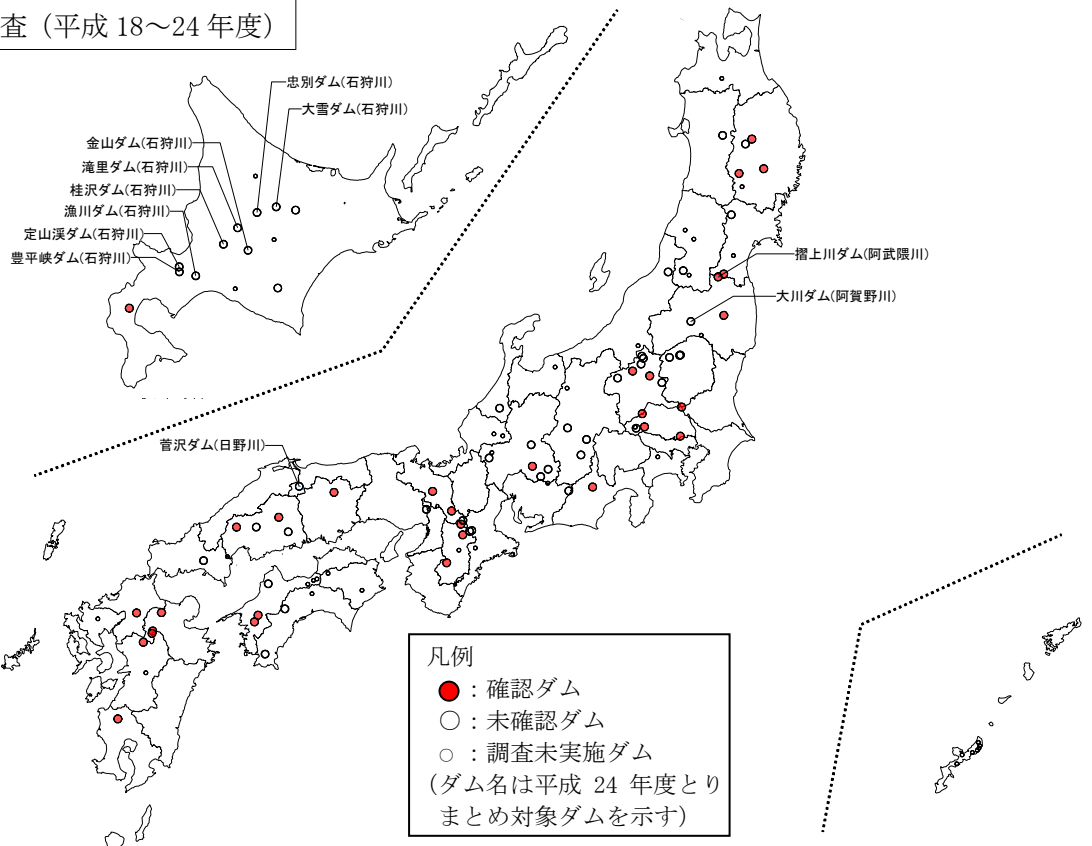 査（平成 18～24 年度）
忠別ダム(石狩川)
大雪ダム(石狩川)
金山ダム(石狩川)
滝里ダム(石狩川)
桂沢ダム(石狩川)
漁川ダム(石狩川)
定山渓ダム(石狩川)
豊平峡ダム(石狩川)
摺上川ダム(阿武隈川)
大川ダム(阿賀野川)
菅沢ダム(日野川)
凡例
●：確認ダム
○：未確認ダム
○：調査未実施ダム
(ダム名は平成 24 年度とり
まとめ対象ダムを示す)